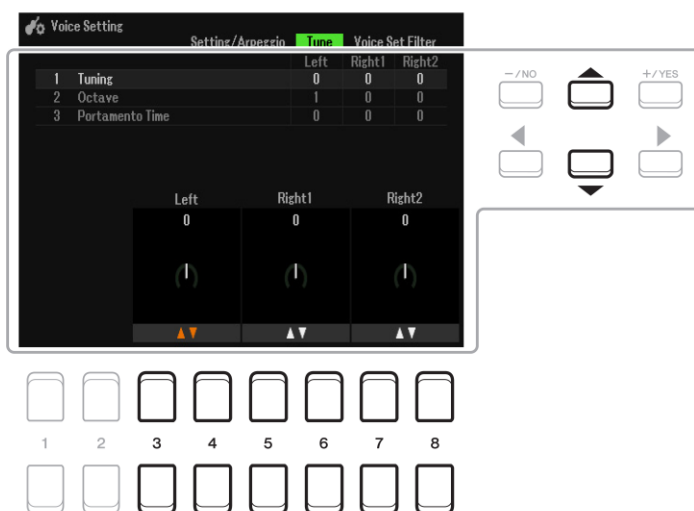 Voice Setting
Setting/Arpeggio Tune Voice Set Filter
Left Right1 Right2
1 Tuning 0 0 0
2 Octave 1 0 0
3 Portamento Time 0 0 0
Left Right1 Right2
0 0 0
-/NO +/YES
1 2 3 4 5 6 7 8